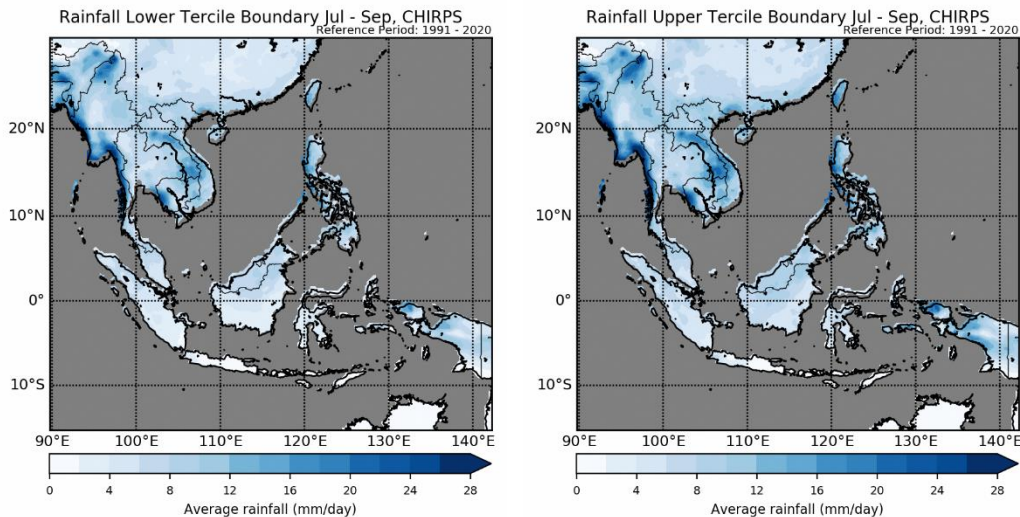 Rainfall Lower Tercile Boundary Jul - Sep, CHIRPS
Reference Period: 1991 - 2020
20°N
10°N
0°
10°S
90°E 100°E 110°E 120°E 130°E 140°E
0 4 8 12 16 20 24 28
Average rainfall (mm/day)
Rainfall Upper Tercile Boundary Jul - Sep, CHIRPS
Reference Period: 1991 - 2020
20°N
10°N
0°
10°S
90°E 100°E 110°E 120°E 130°E 140°E
0 4 8 12 16 20 24 28
Average rainfall (mm/day)